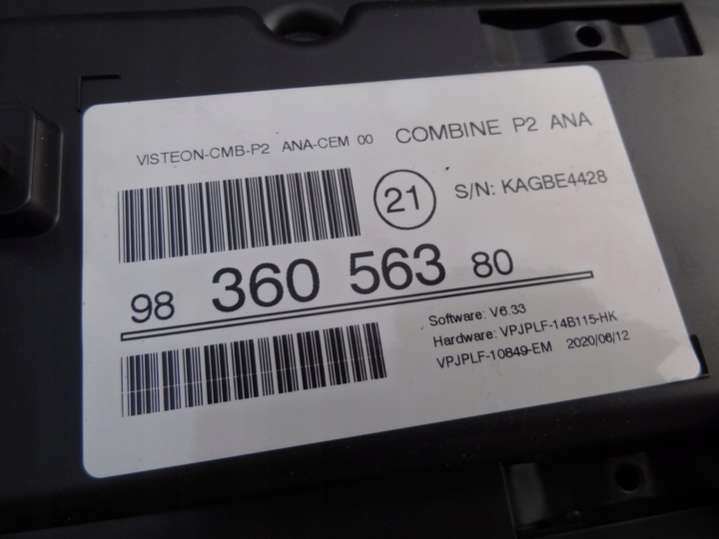 VISTEON-CMB-P2 ANA-CEM 00 COMBINE P2 ANA
21 S/N: KAGBE4428
98 360 563 80
Software: V6.33
Hardware: VPJPLF-14B115-HK
VPJPLF-10849-EM 2020/06/12